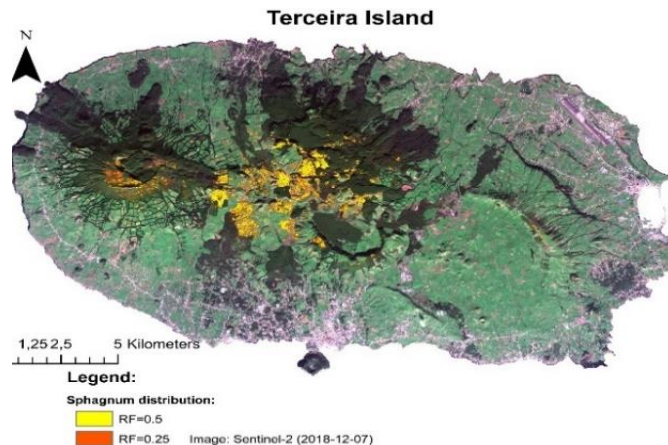 Terceira Island
N
1,25 2,5 5 Kilometers
Legend:
Sphagnum distribution:
RF=0.5
RF=0.25 Image: Sentinel-2 (2018-12-07)